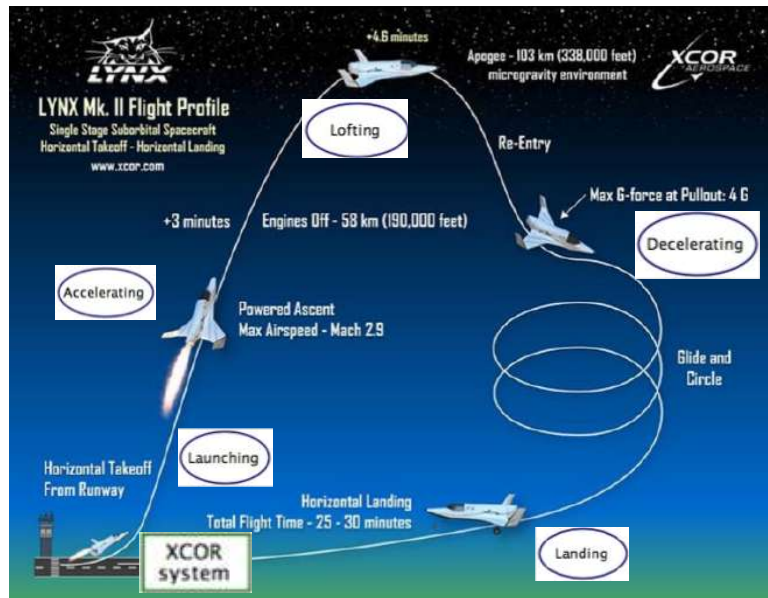 LYNX
LYNX Mk. II Flight Profile
Single Stage Suborbital Spacecraft
Horizontal Takeoff - Horizontal Landing
www.xcor.com
+4.6 minutes
Apogee - 103 km (338,000 feet)
microgravity environment
XCOR
AEROSPACE
Lofting
Re-Entry
+3 minutes
Engines Off - 58 km (190,000 feet)
Max G-force at Pullout: 4 G
Decelerating
Accelerating
Powered Ascent
Max Airspeed - Mach 2.9
Glide and
Circle
Launching
Horizontal Takeoff
From Runway
Horizontal Landing
Total Flight Time - 25 - 30 minutes
XCOR
system
Landing